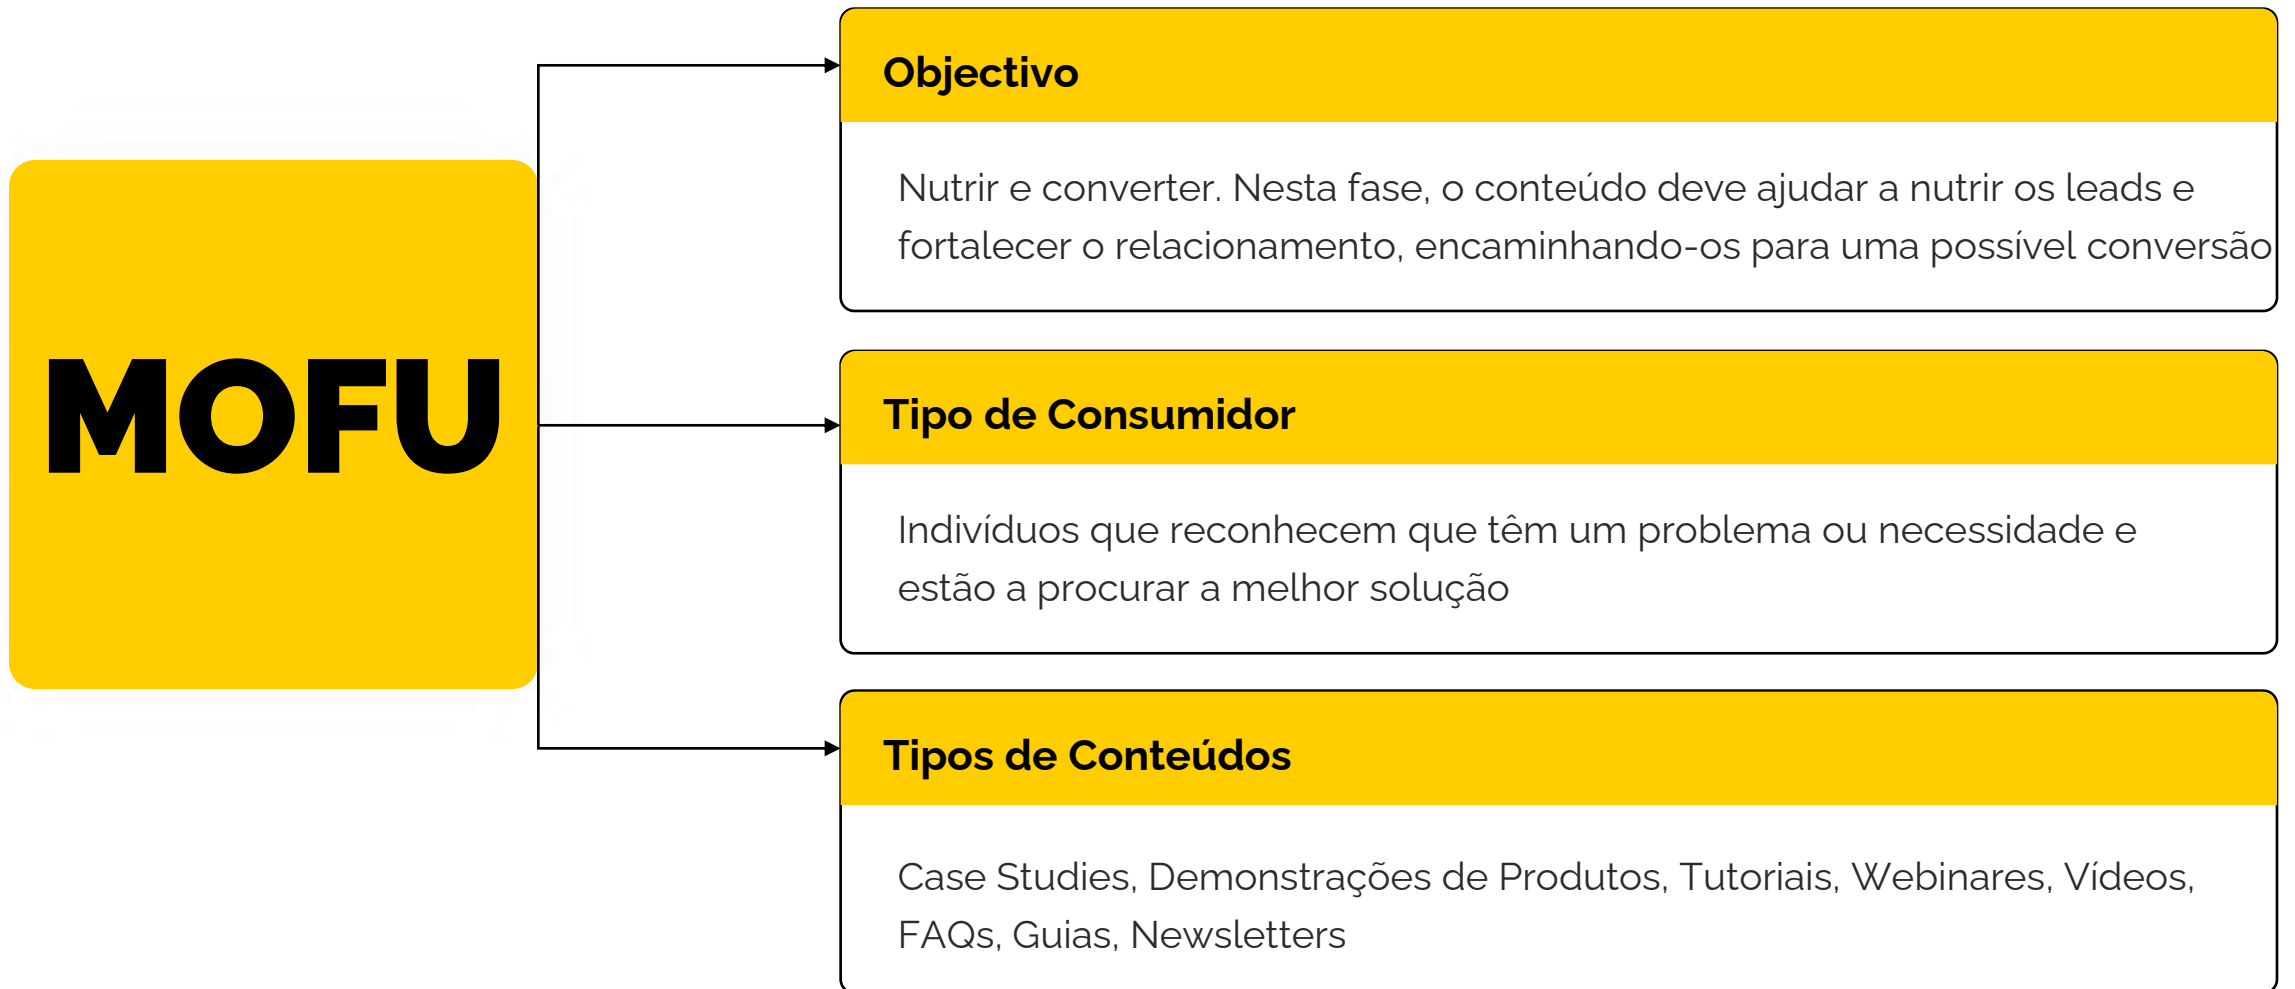 MOFU
Objectivo
Nutrir e converter. Nesta fase, o conteúdo deve ajudar a nutrir os leads e
fortalecer o relacionamento, encaminhando-os para uma possível conversão
Tipo de Consumidor
Indivíduos que reconhecem que têm um problema ou necessidade e
estão a procurar a melhor solução
Tipos de Conteúdos
Case Studies, Demonstrações de Produtos, Tutoriais, Webinares, Vídeos,
FAQs, Guias, Newsletters